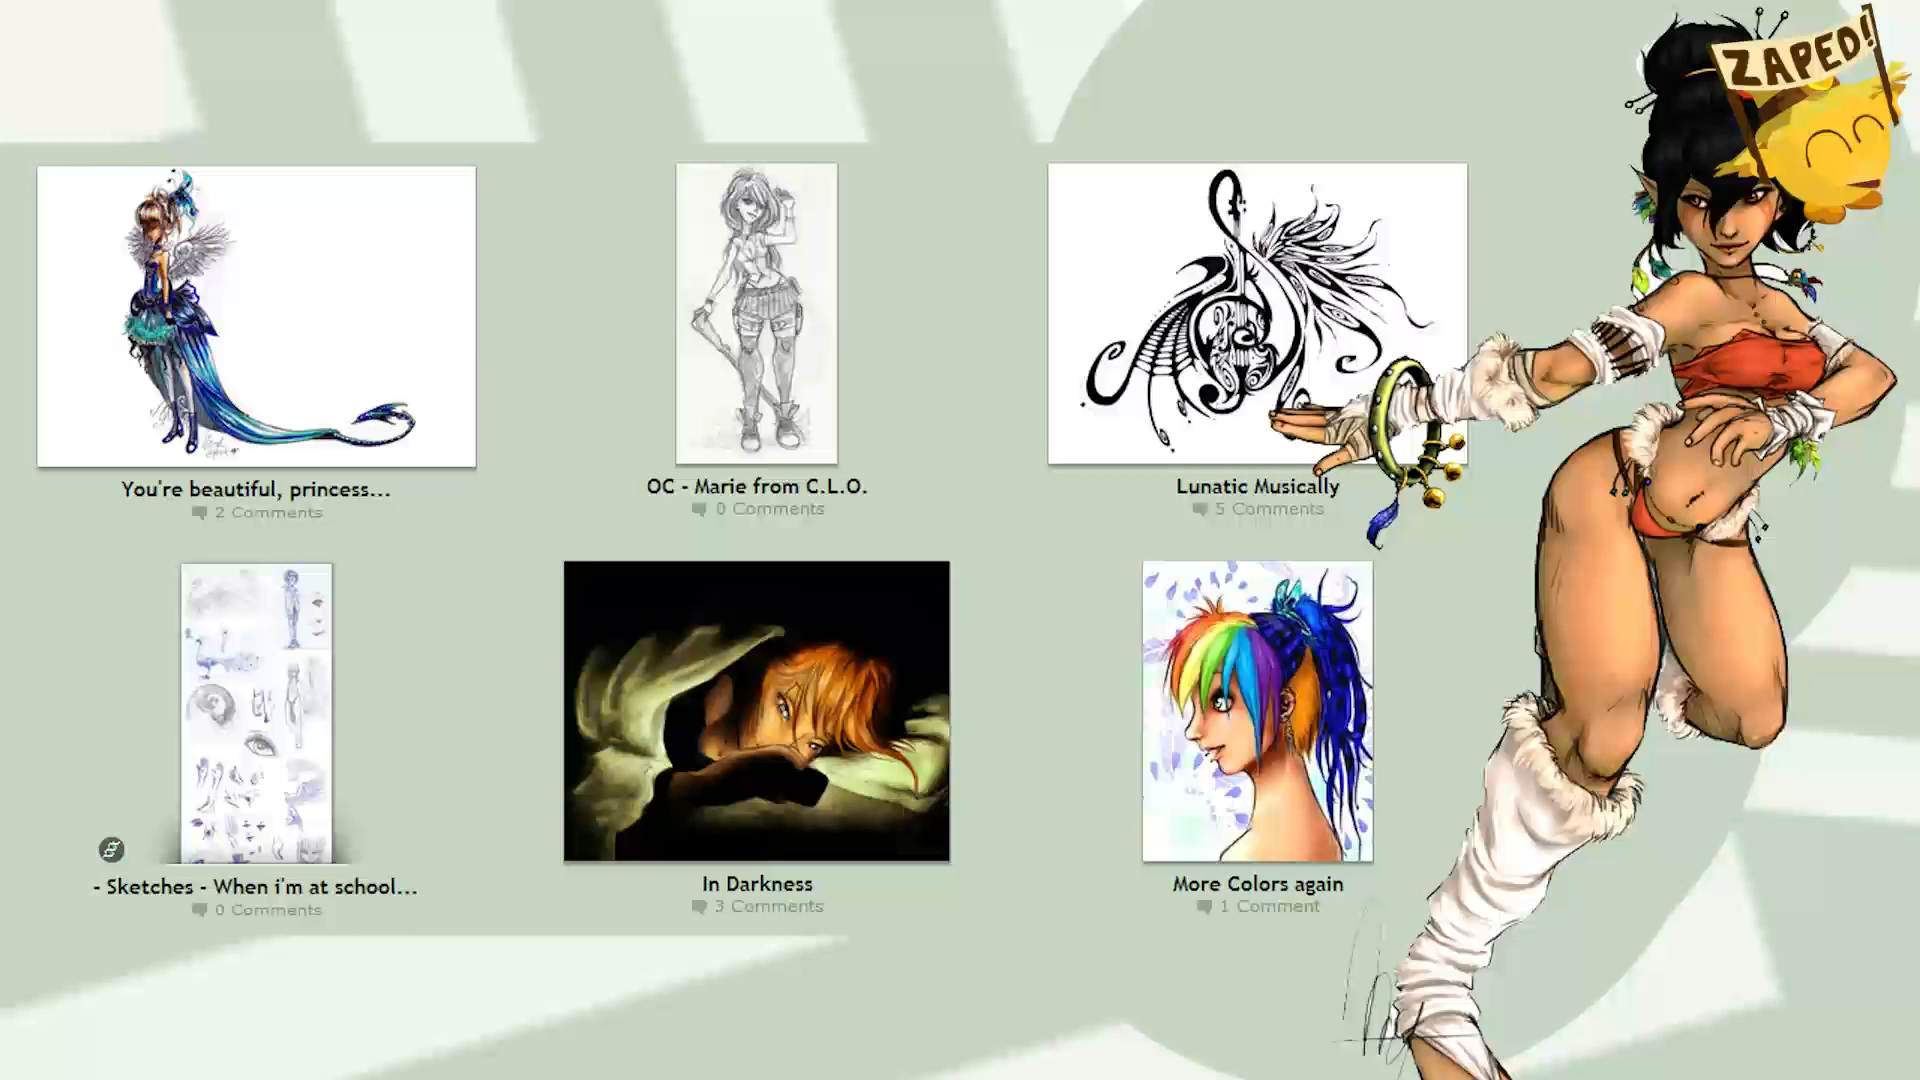 ZAPED!
You're beautiful, princess...
2 Comments
OC - Marie from C.L.O.
0 Comments
Lunatic Musically
5 Comments
- Sketches - When i'm at school...
0 Comments
In Darkness
3 Comments
More Colors again
1 Comment